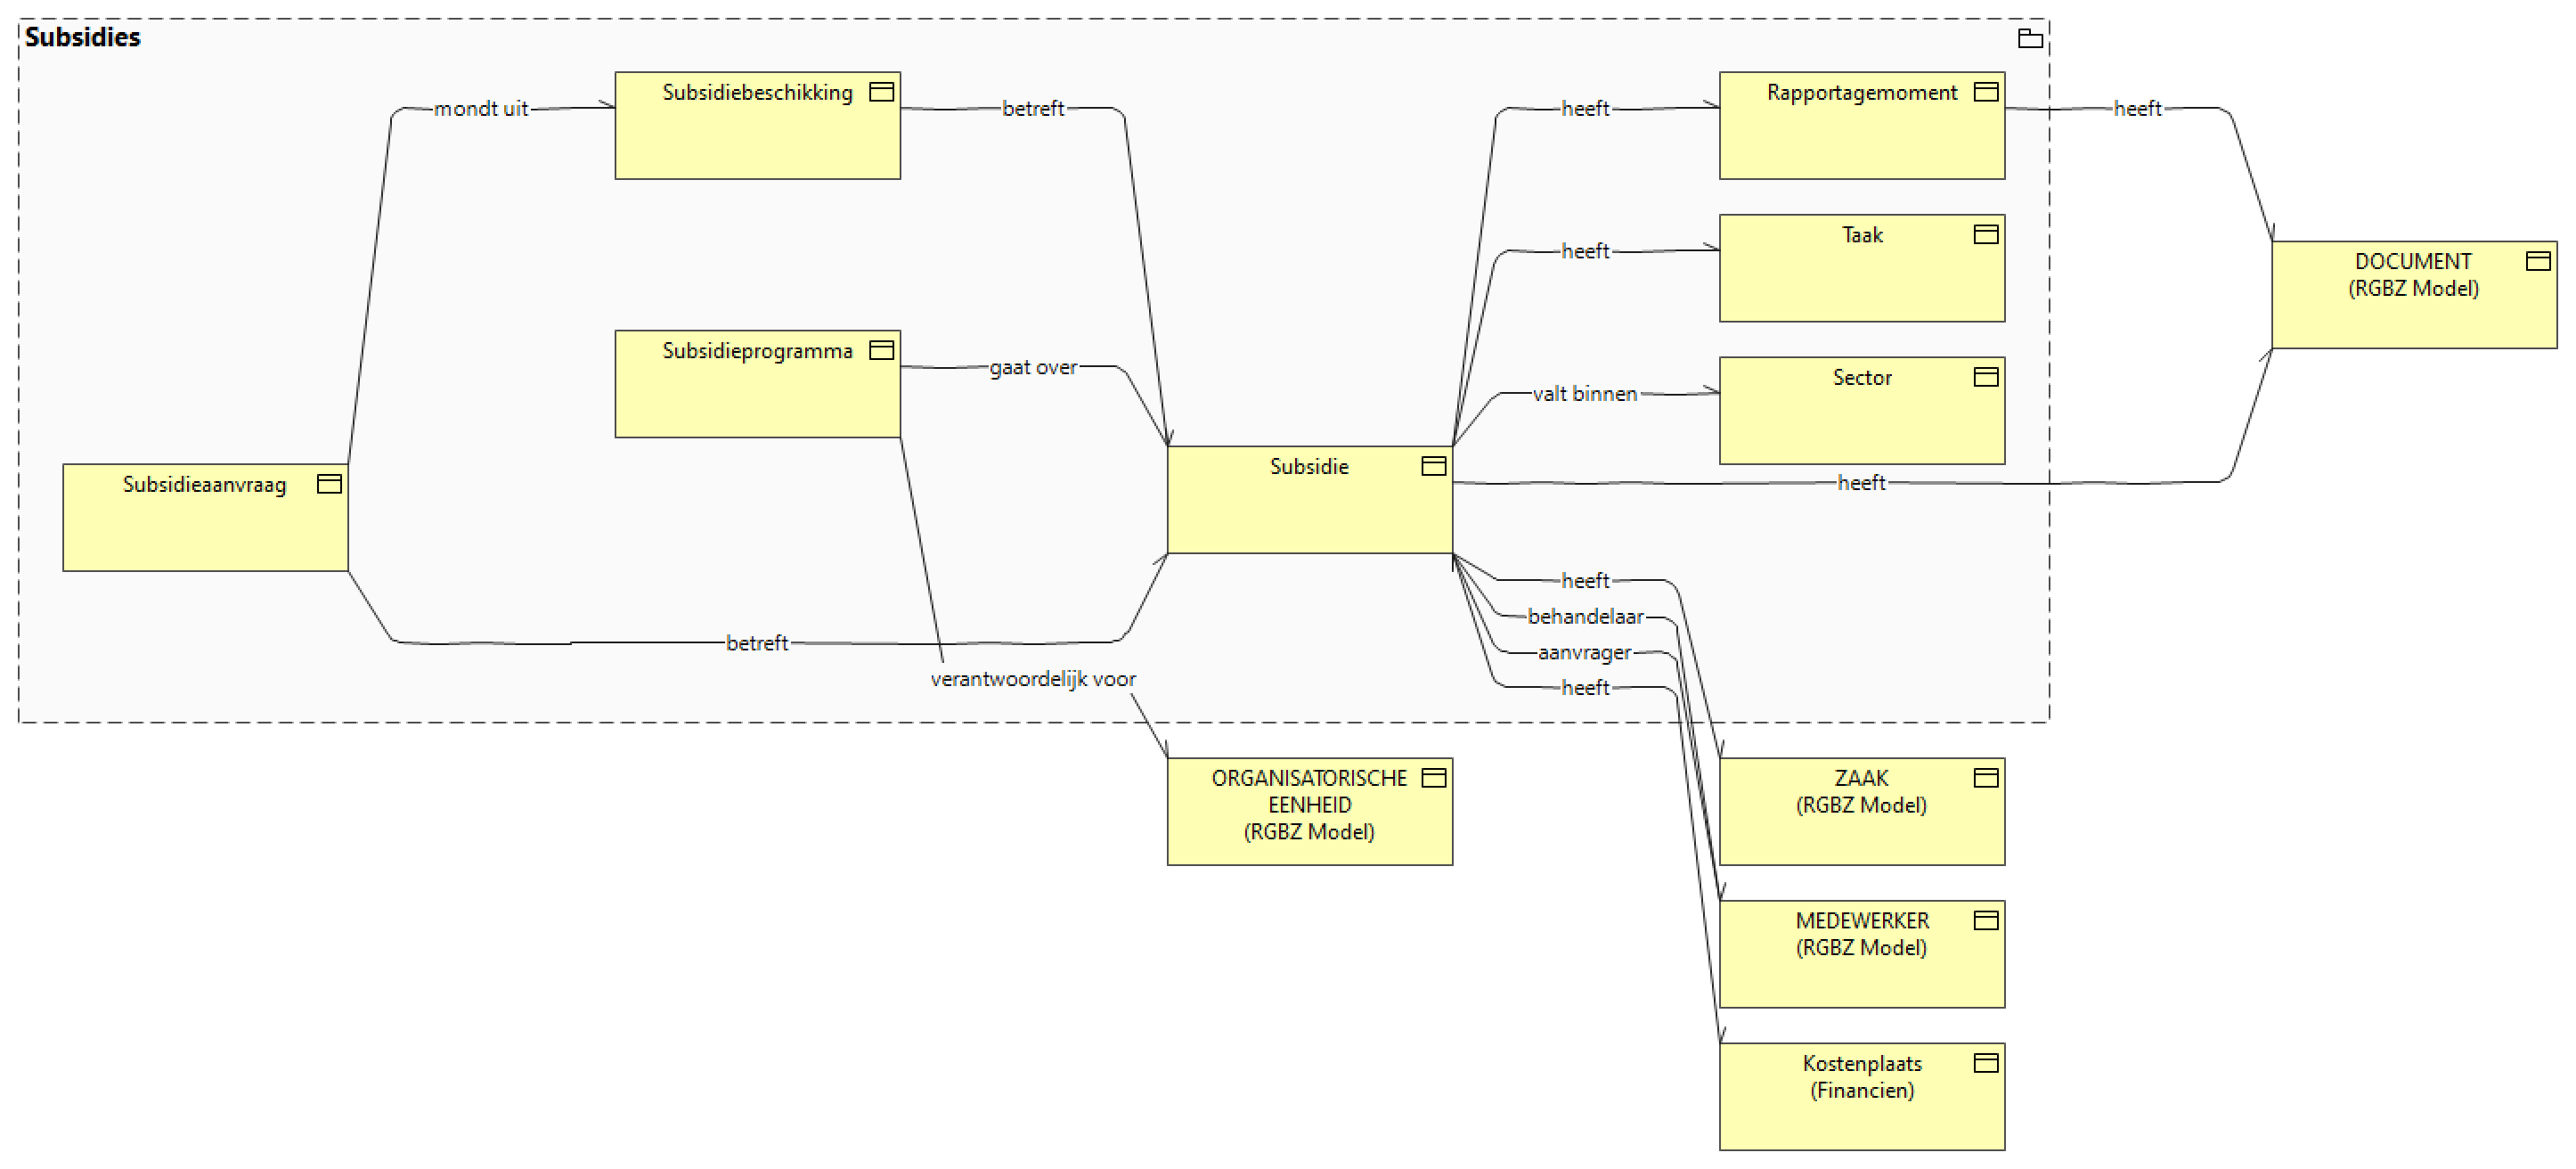 Subsidies
Subsidiebeschikking
Rapportagemoment
mondt uit
betreft
heeft
heeft
Taak
heeft
DOCUMENT
(RGBZ Model)
Subsidieprogramma
gaat over
Sector
valt binnen
Subsidieaanvraag
Subsidie
heeft
heeft
behandelaar
betreft
aanvrager
verantwoordelijk voor
heeft
ORGANISATORISCHE
EENHEID
(RGBZ Model)
ZAAK
(RGBZ Model)
MEDEWERKER
(RGBZ Model)
Kostenplaats
(Financien)